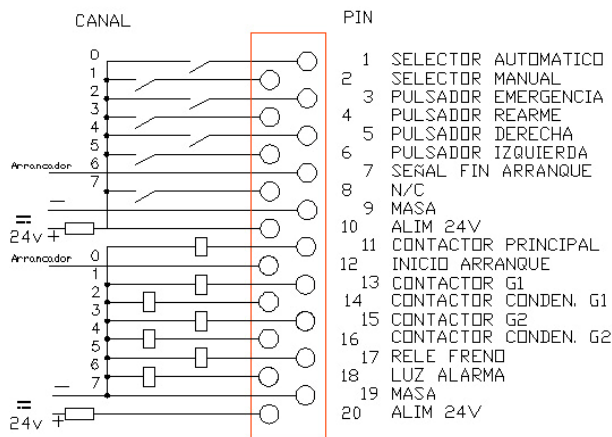 CANAL PIN
0 1 SELECTOR AUTOMATICO
1 2 SELECTOR MANUAL
2 3 PULSADOR EMERGENCIA
3 4 PULSADOR REARME
4 5 PULSADOR DERECHA
5 6 PULSADOR IZQUIERDA
Arrancador 6 7 SEÑAL FIN ARRANQUE
7 8 N/C
− 9 MASA
24v + 10 ALIM 24V
0 11 CONTACTOR PRINCIPAL
Arrancador 1 12 INICIO ARRANQUE
2 13 CONTACTOR G1
3 14 CONTACTOR CONDEN. G1
4 15 CONTACTOR G2
5 16 CONTACTOR CONDEN. G2
6 17 RELE FRENO
7 18 LUZ ALARMA
− 19 MASA
24v + 20 ALIM 24V